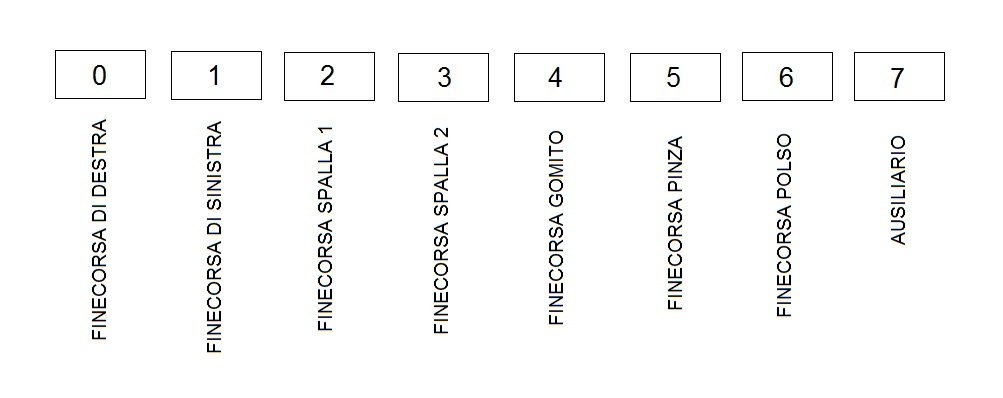 0 1 2 3 4 5 6 7
FINECORSA DI DESTRA
FINECORSA DI SINISTRA
FINECORSA SPALLA 1
FINECORSA SPALLA 2
FINECORSA GOMITO
FINECORSA PINZA
FINECORSA POLSO
AUSILIARIO